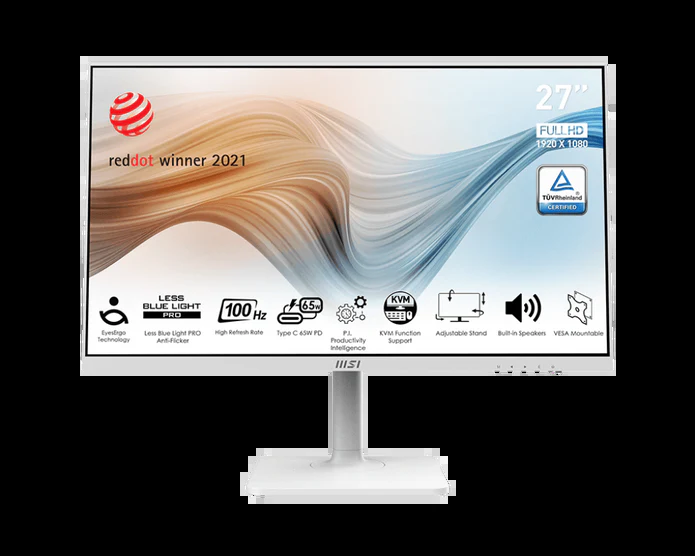 27”
FULL HD
1920 X 1080
reddot winner 2021
TÜVRheinland
®
CERTIFIED
LESS
BLUE LIGHT
PRO
100Hz
65W
KVM
EyesErgo
Technology
Less Blue Light PRO
Anti-Flicker
High Refresh Rate
Type C 65W PD
P.I.
Productivity
Intelligence
KVM Function
Support
Adjustable Stand
Built-in Speakers
VESA Mountable
msi